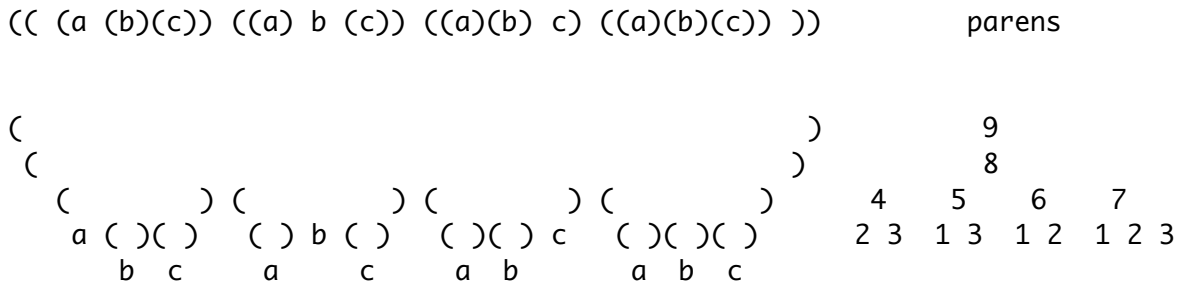 (( (a (b)(c)) ((a) b (c)) ((a)(b) c) ((a)(b)(c)) ))         parens
(                                                 )          9
 (                                               )           8
   (        ) (         ) (        ) (         )      4    5    6    7
    a ( )( )   ( ) b ( )   ( )( ) c   ( )( )( )      2 3  1 3  1 2  1 2 3
       b  c     a     c     a  b       a  b  c